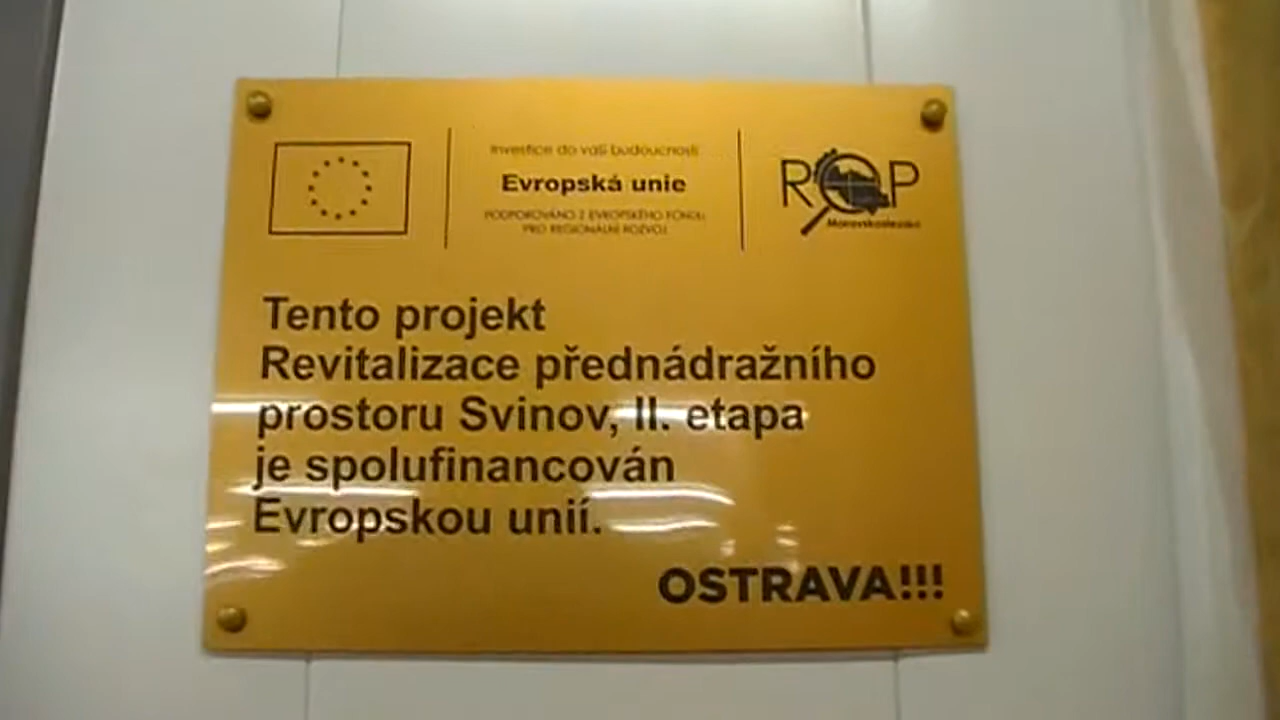 Investice do vaší budoucnosti
Evropská unie
PODPOROVÁNO Z EVROPSKÉHO FONDU
PRO REGIONÁLNÍ ROZVOJ
ROP
Moravskoslezsko
Tento projekt
Revitalizace přednádražního
prostoru Svinov, II. etapa
je spolufinancován
Evropskou unií.
OSTRAVA!!!